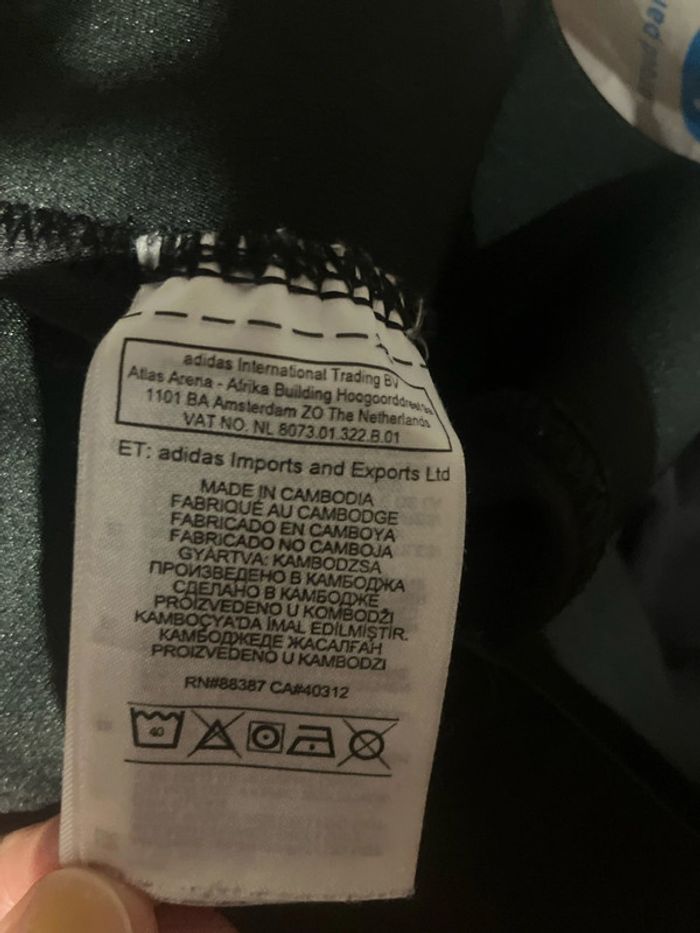 adidas International Trading BV
Atlas Arena - Afrika Building Hoogoorddreef 9a
1101 BA Amsterdam ZO The Netherlands
VAT NO. NL 8073.01.322.B.01
ET: adidas Imports and Exports Ltd
MADE IN CAMBODIA
FABRIQUÉ AU CAMBODGE
FABRICADO EN CAMBOYA
FABRICADO NO CAMBOJA
GYÁRTVA: KAMBODZSA
ПРОИЗВЕДЕНО В КАМБОДЖА
СДЕЛАНО В КАМБОДЖЕ
PROIZVEDENO U KOMBODŽI
KAMBOÇYA'DA İMAL EDİLMİŞTİR.
КАМБОДЖЕДЕ ЖАСАЛҒАН
PROIZVEDENO U KAMBODZI
RN#88387 CA#40312
40